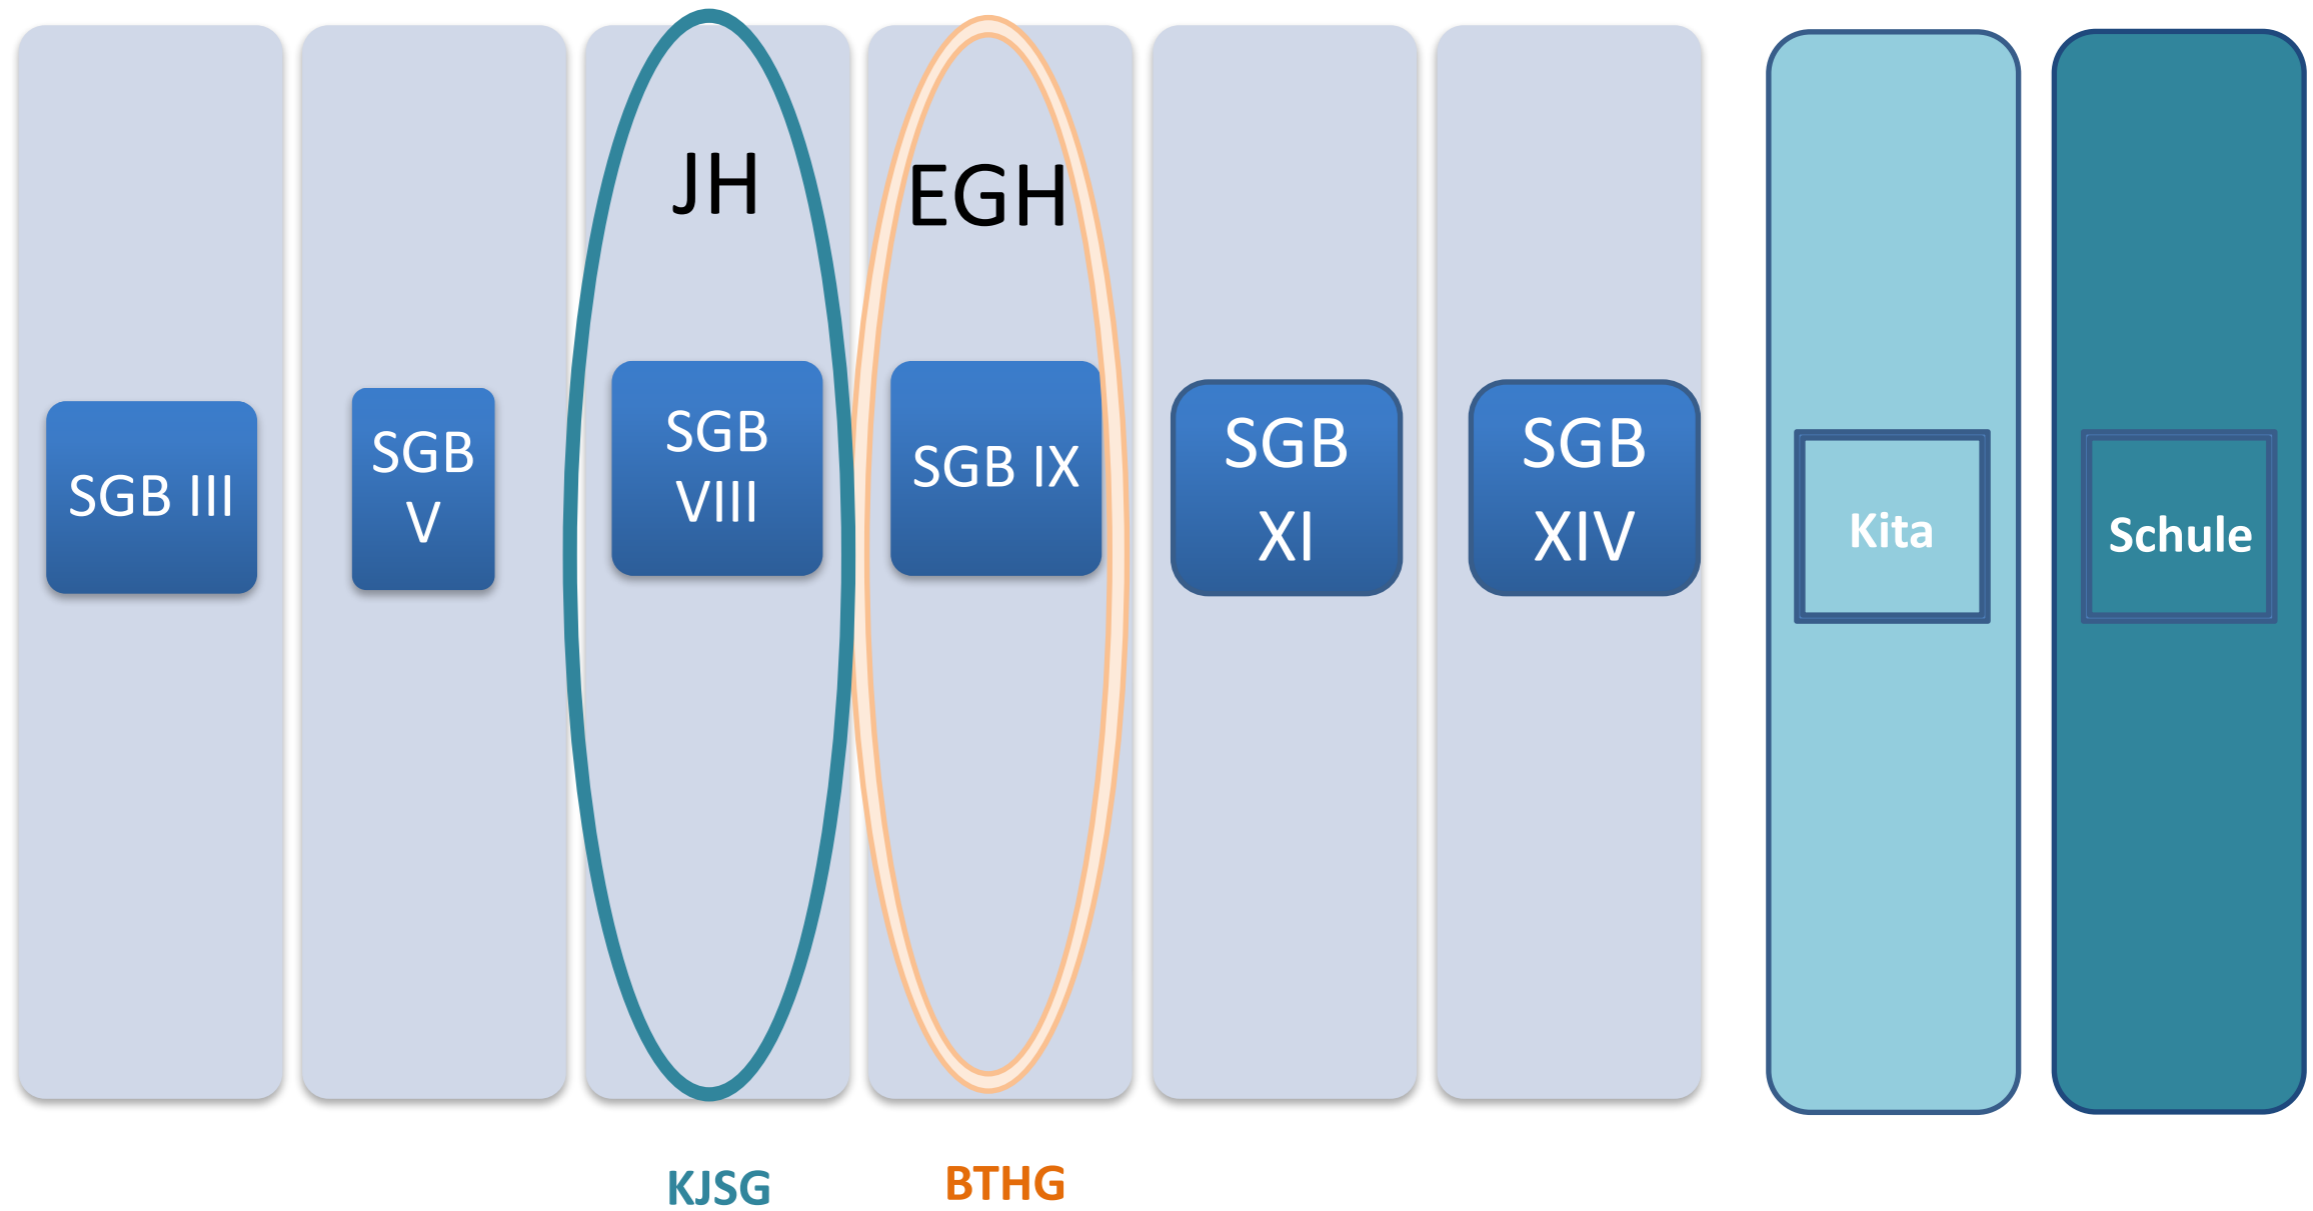 JH
EGH
SGB III
SGB
V
SGB
VIII
SGB IX
SGB
XI
SGB
XIV
Kita
Schule
KJSG
BTHG